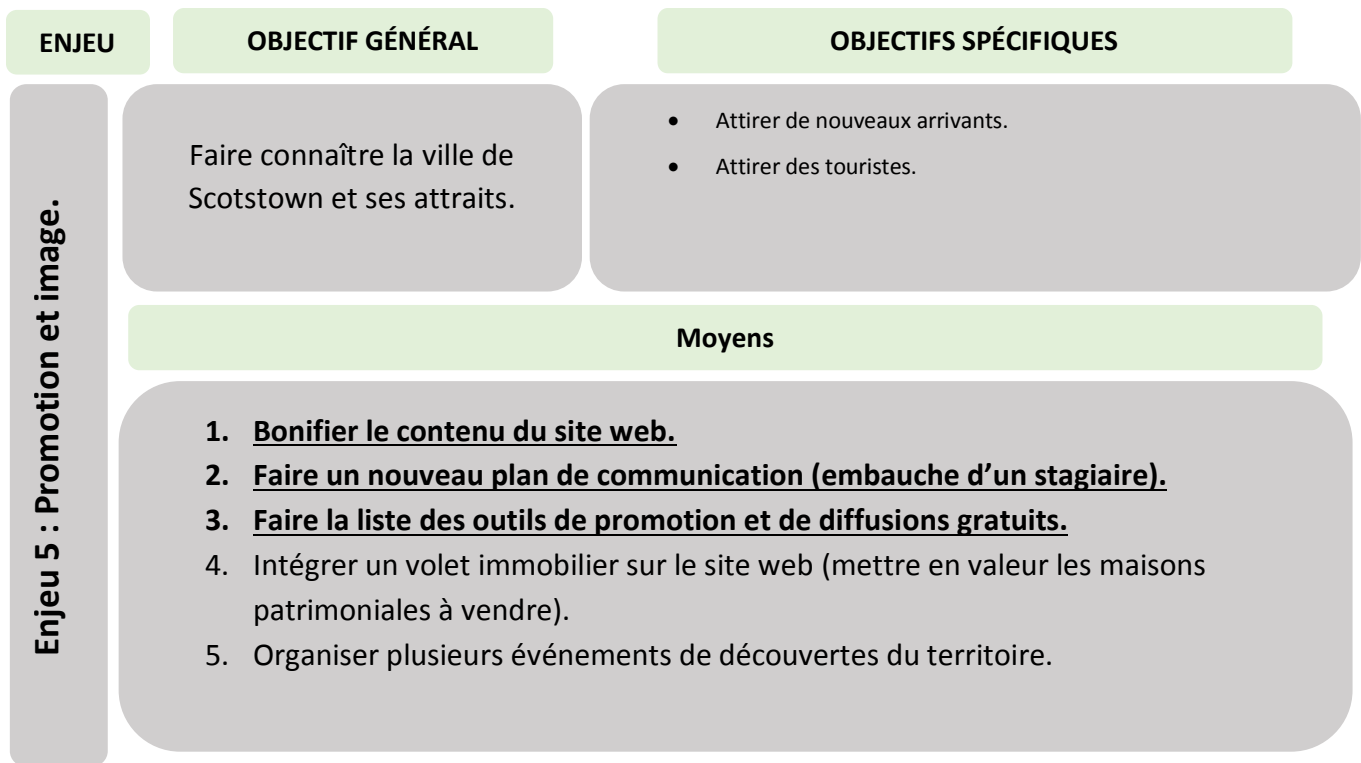 ENJEU
OBJECTIF GÉNÉRAL
OBJECTIFS SPÉCIFIQUES
Enjeu 5 : Promotion et image.
Faire connaître la ville de
Scotstown et ses attraits.
• Attirer de nouveaux arrivants.
• Attirer des touristes.
Moyens
1. Bonifier le contenu du site web.
2. Faire un nouveau plan de communication (embauche d’un stagiaire).
3. Faire la liste des outils de promotion et de diffusions gratuits.
4. Intégrer un volet immobilier sur le site web (mettre en valeur les maisons
patrimoniales à vendre).
5. Organiser plusieurs événements de découvertes du territoire.